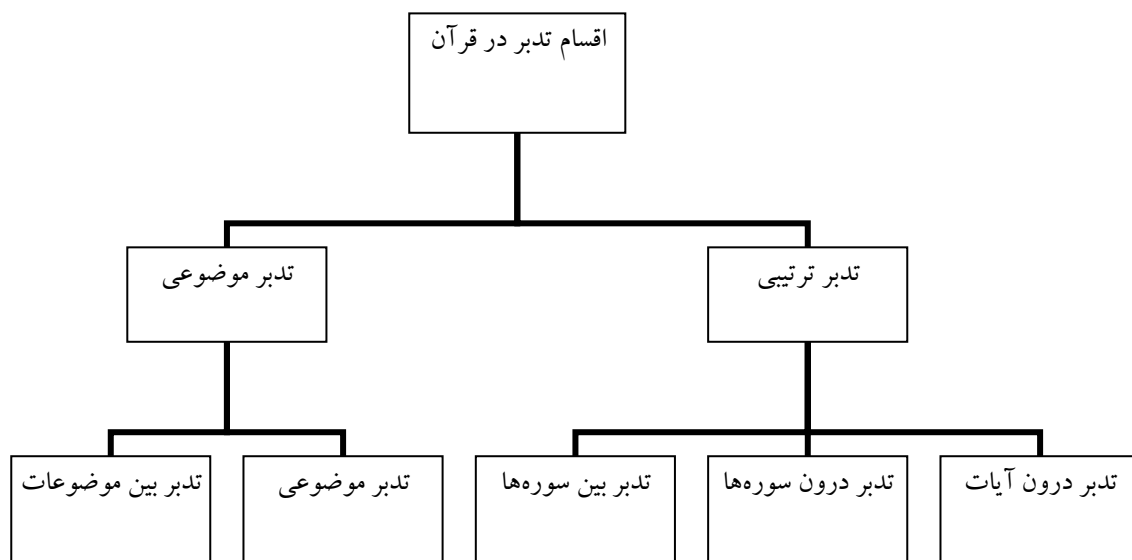 اقسام تدبر در قرآن
تدبر ترتیبی
تدبر موضوعی
تدبر درون آیات
تدبر درون سوره‌ها
تدبر بین سوره‌ها
تدبر موضوعی
تدبر بین موضوعات